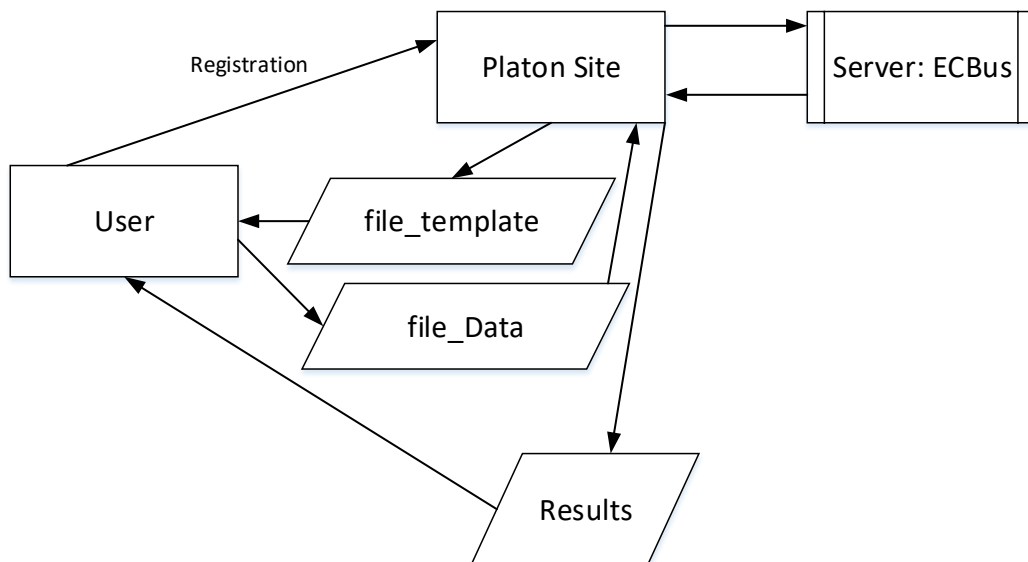 Platon Site
Server: ECBus
Registration
User
file_template
file_Data
Results